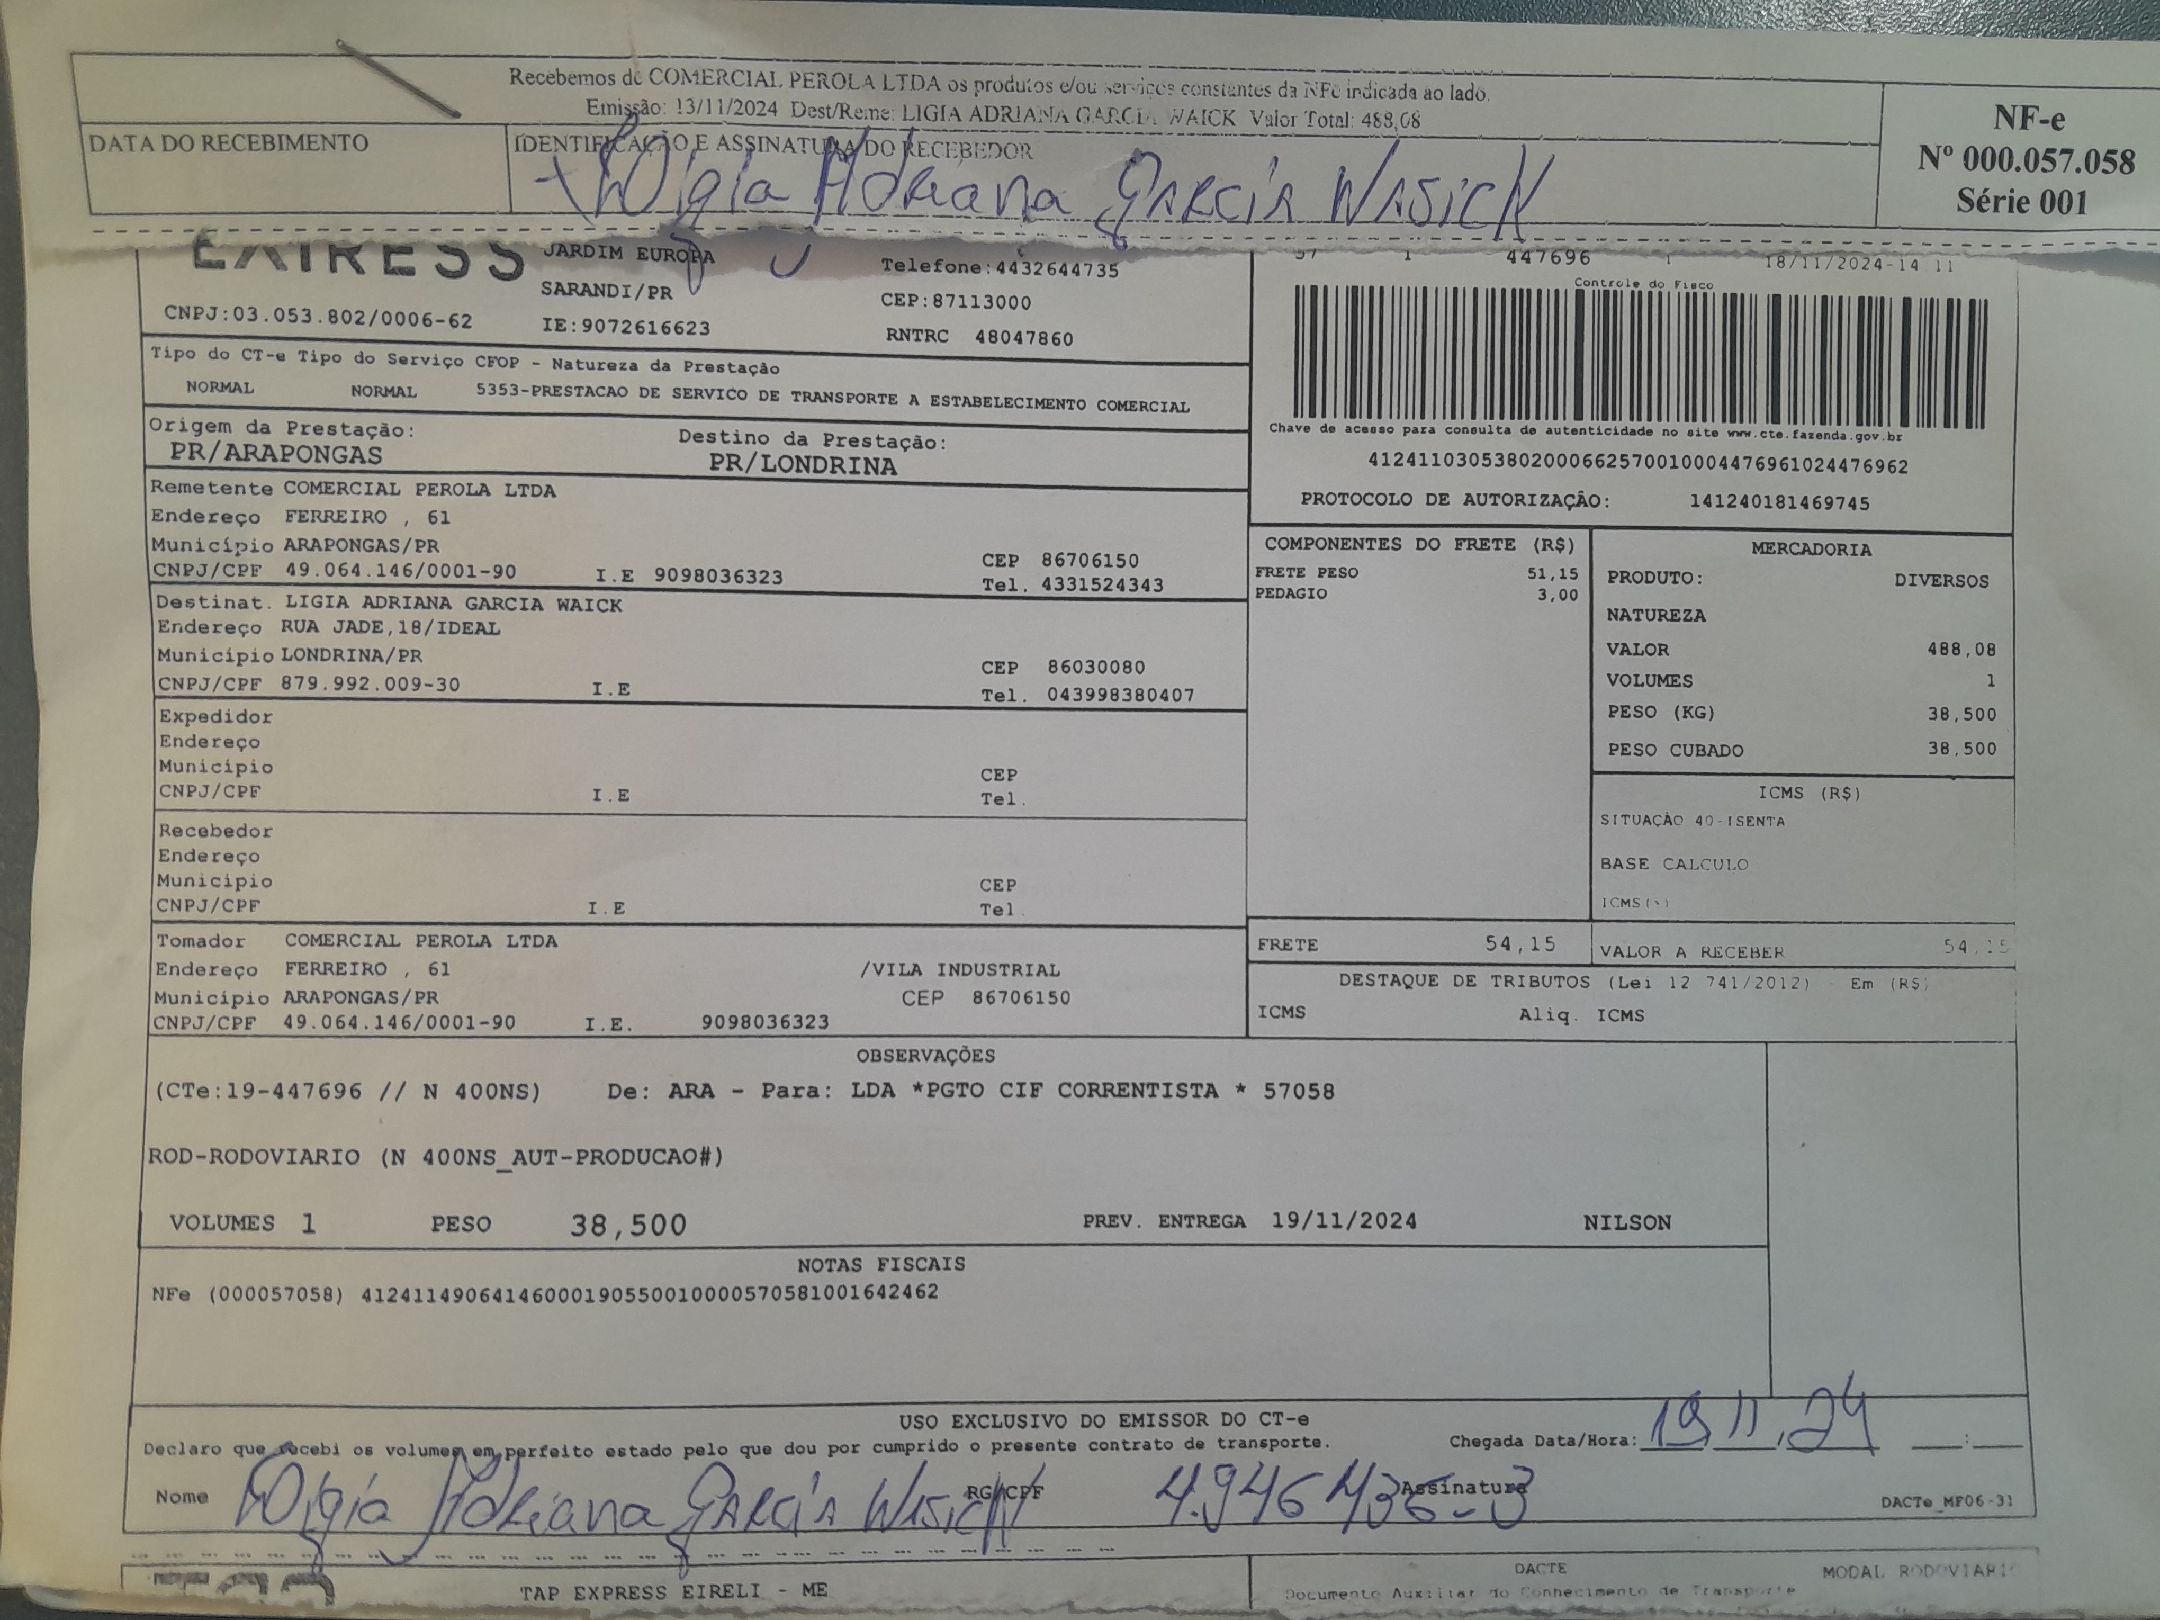 Recebemos de COMERCIAL PEROLA LTDA os produtos e/ou serviços constantes da NFe indicada ao lado.
Emissão: 13/11/2024 Dest/Reme: LIGIA ADRIANA GARCIA WAICK Valor Total: 488,08
NF-e
Nº 000.057.058
Série 001
DATA DO RECEBIMENTO
IDENTIFICAÇÃO E ASSINATURA DO RECEBEDOR
Ligia Adriana Garcia Wasick
EXPRESS
JARDIM EUROPA
Telefone:4432644735
57 1 447696 1 18/11/2024-14 11
SARANDI/PR
CEP:87113000
Controle do Fisco
CNPJ:03.053.802/0006-62
IE:9072616623
RNTRC 48047860
Tipo do CT-e Tipo do Serviço CFOP - Natureza da Prestação
NORMAL NORMAL 5353-PRESTACAO DE SERVICO DE TRANSPORTE A ESTABELECIMENTO COMERCIAL
Chave de acesso para consulta de autenticidade no site www.cte.fazenda.gov.br
41241103053802000662570010004476961024476962
PROTOCOLO DE AUTORIZAÇÃO: 141240181469745
Origem da Prestação: Destino da Prestação:
PR/ARAPONGAS PR/LONDRINA
Remetente COMERCIAL PEROLA LTDA
Endereço FERREIRO , 61
Município ARAPONGAS/PR CEP 86706150
CNPJ/CPF 49.064.146/0001-90 I.E 9098036323 Tel. 4331524343
Destinat. LIGIA ADRIANA GARCIA WAICK
Endereço RUA JADE,18/IDEAL
Município LONDRINA/PR CEP 86030080
CNPJ/CPF 879.992.009-30 I.E Tel. 043998380407
Expedidor
Endereço
Município CEP
CNPJ/CPF I.E Tel.
Recebedor
Endereço
Municipio CEP
CNPJ/CPF I.E Tel
Tomador COMERCIAL PEROLA LTDA
Endereço FERREIRO , 61 /VILA INDUSTRIAL
Município ARAPONGAS/PR CEP 86706150
CNPJ/CPF 49.064.146/0001-90 I.E. 9098036323
COMPONENTES DO FRETE (R$)
FRETE PESO 51,15
PEDAGIO 3,00
MERCADORIA
PRODUTO: DIVERSOS
NATUREZA
VALOR 488,08
VOLUMES 1
PESO (KG) 38,500
PESO CUBADO 38,500
ICMS (R$)
SITUAÇÃO 40-ISENTA
BASE CALCULO
ICMS(%)
FRETE 54,15
VALOR A RECEBER 54,15
DESTAQUE DE TRIBUTOS (Lei 12 741/2012) - Em (R$)
ICMS Aliq. ICMS
OBSERVAÇÕES
(CTe:19-447696 // N 400NS) De: ARA - Para: LDA *PGTO CIF CORRENTISTA * 57058
ROD-RODOVIARIO (N 400NS_AUT-PRODUCAO#)
VOLUMES 1 PESO 38,500 PREV. ENTREGA 19/11/2024 NILSON
NOTAS FISCAIS
NFe (000057058) 41241149064146000190550010000570581001642462
USO EXCLUSIVO DO EMISSOR DO CT-e
Declaro que recebi os volumes em perfeito estado pelo que dou por cumprido o presente contrato de transporte. Chegada Data/Hora: 19 11 24 __:__
Nome Ligia Adriana Garcia Wasick RG/CPF 4.946436-3 Assinatura
DACTe_MF06-31
TAP EXPRESS EIRELI - ME
DACTE
MODAL RODOVIARIO
Documento Auxiliar do Conhecimento de Transporte